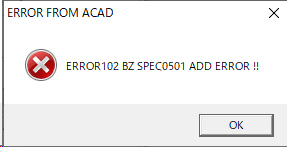 ERROR FROM ACAD
ERROR102 BZ SPEC0501 ADD ERROR !!
OK